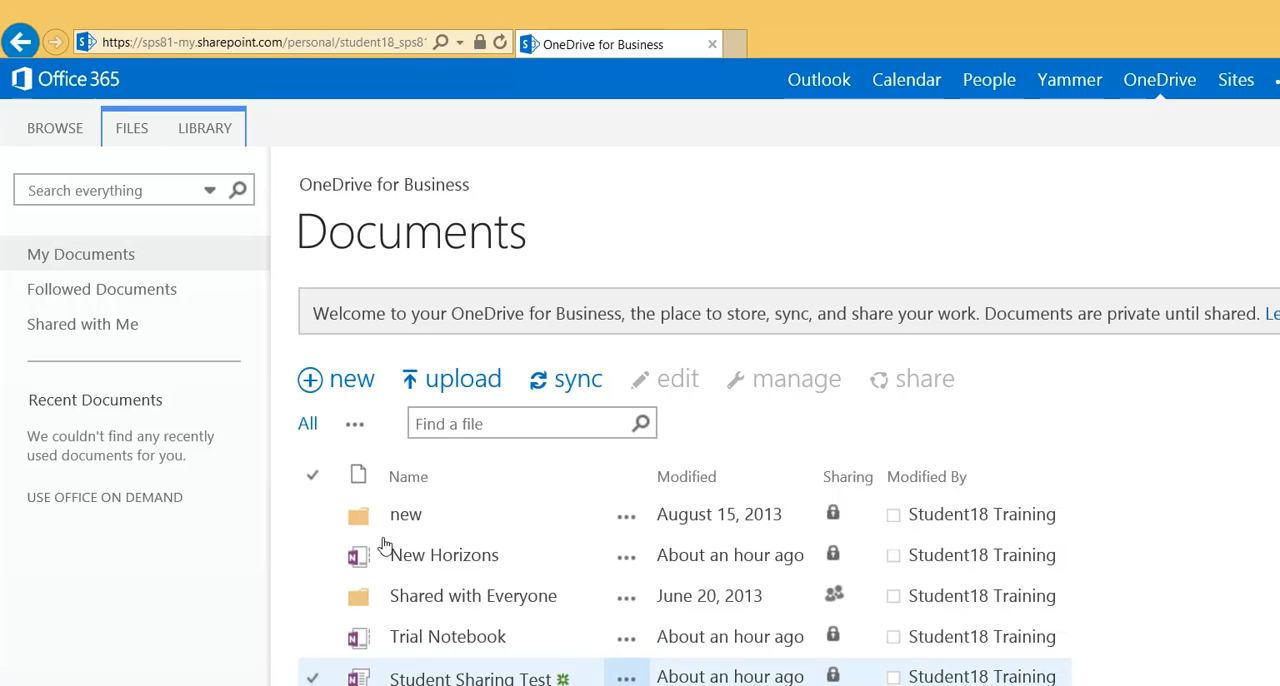 https://sps81-my.sharepoint.com/personal/student18_sps8
OneDrive for Business
Office 365
Outlook Calendar People Yammer OneDrive Sites
BROWSE FILES LIBRARY
Search everything
My Documents
Followed Documents
Shared with Me
Recent Documents
We couldn't find any recently
used documents for you.
USE OFFICE ON DEMAND
OneDrive for Business
Documents
Welcome to your OneDrive for Business, the place to store, sync, and share your work. Documents are private until shared. Le
new upload sync edit manage share
All ... Find a file
Name Modified Sharing Modified By
new ... August 15, 2013 Student18 Training
New Horizons ... About an hour ago Student18 Training
Shared with Everyone ... June 20, 2013 Student18 Training
Trial Notebook ... About an hour ago Student18 Training
Student Sharing Test ... About an hour ago Student18 Training